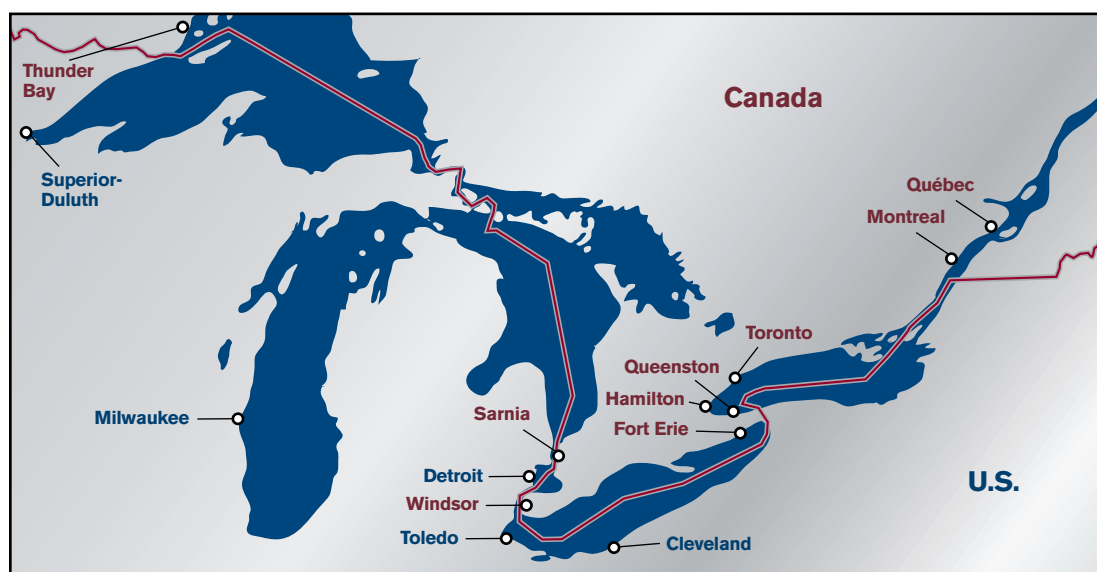 Thunder
Bay
Canada
Superior-
Duluth
Québec
Montreal
Toronto
Queenston
Hamilton
Milwaukee
Sarnia
Fort Erie
Detroit
U.S.
Windsor
Toledo
Cleveland